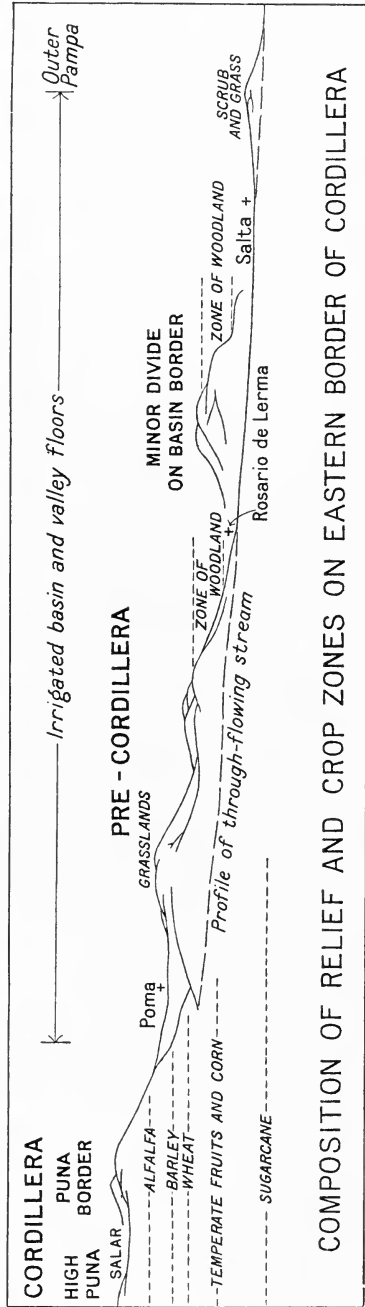 CORDILLERA
HIGH
PUNA
PUNA
BORDER
SALAR
Irrigated basin and valley floors
Outer
Pampa
PRE - CORDILLERA
GRASSLANDS
Poma
MINOR DIVIDE
ON BASIN BORDER
ZONE OF
WOODLAND
ZONE OF WOODLAND
SCRUB
AND GRASS
Salta
Rosario de Lerma
Profile of through-flowing stream
ALFALFA
BARLEY
WHEAT
TEMPERATE FRUITS AND CORN
SUGARCANE
COMPOSITION OF RELIEF AND CROP ZONES ON EASTERN BORDER OF CORDILLERA